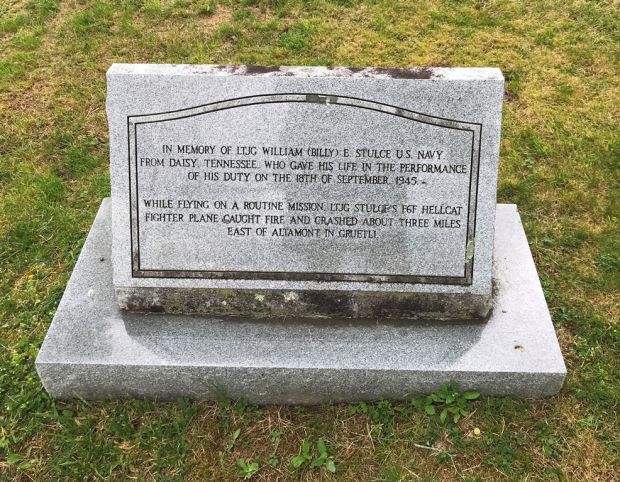 IN MEMORY OF LTJG WILLIAM (BILLY) E. STULCE U.S. NAVY
FROM DAISY, TENNESSEE, WHO GAVE HIS LIFE IN THE PERFORMANCE
OF HIS DUTY ON THE 18TH OF SEPTEMBER, 1945.
WHILE FLYING ON A ROUTINE MISSION, LTJG STULCE'S F6F HELLCAT
FIGHTER PLANE CAUGHT FIRE AND CRASHED ABOUT THREE MILES
EAST OF ALTAMONT IN GRUETLI.